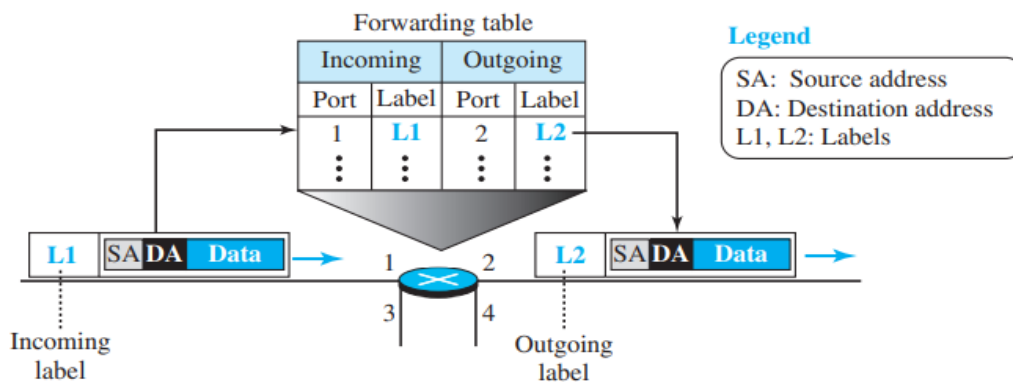 Forwarding table
Incoming Outgoing
Port Label Port Label
1 L1 2 L2
Legend
SA: Source address
DA: Destination address
L1, L2: Labels
L1 SA DA Data
1 2
3 4
L2 SA DA Data
Incoming
label
Outgoing
label